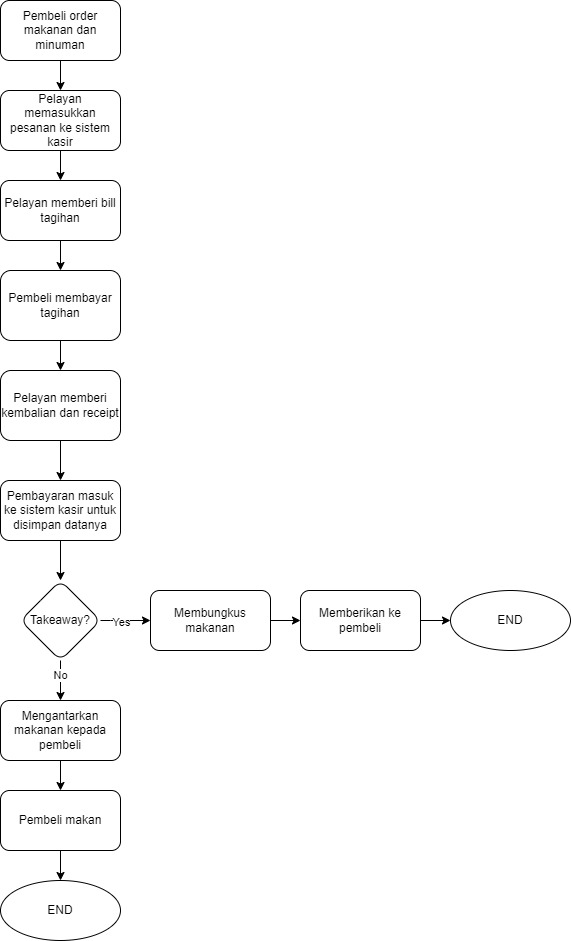 Pembeli order
makanan dan
minuman
Pelayan
memasukkan
pesanan ke sistem
kasir
Pelayan memberi bill
tagihan
Pembeli membayar
tagihan
Pelayan memberi
kembalian dan receipt
Pembayaran masuk
ke sistem kasir untuk
disimpan datanya
Takeaway?
Yes
Membungkus
makanan
Memberikan ke
pembeli
END
No
Mengantarkan
makanan kepada
pembeli
Pembeli makan
END